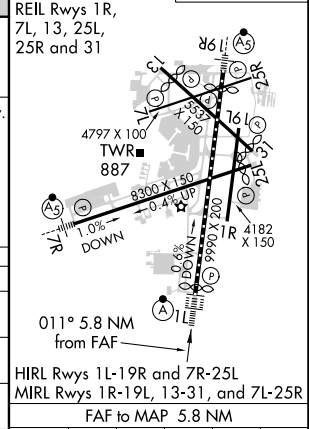 REIL Rwys 1R,
7L, 13, 25L,
25R and 31
A5
19R
13
P
P
25R
P
5537
X 150
7L
P
19L
P
4797 X 100
TWR
887
31
25L
P
8300 X 150
0.4% UP
A5
P
1.0%
DOWN
7R
9990 X 200
0.6%
DOWN
1R
4182
X 150
P
A
1L
011° 5.8 NM
from FAF
HIRL Rwys 1L-19R and 7R-25L
MIRL Rwys 1R-19L, 13-31, and 7L-25R
FAF to MAP 5.8 NM